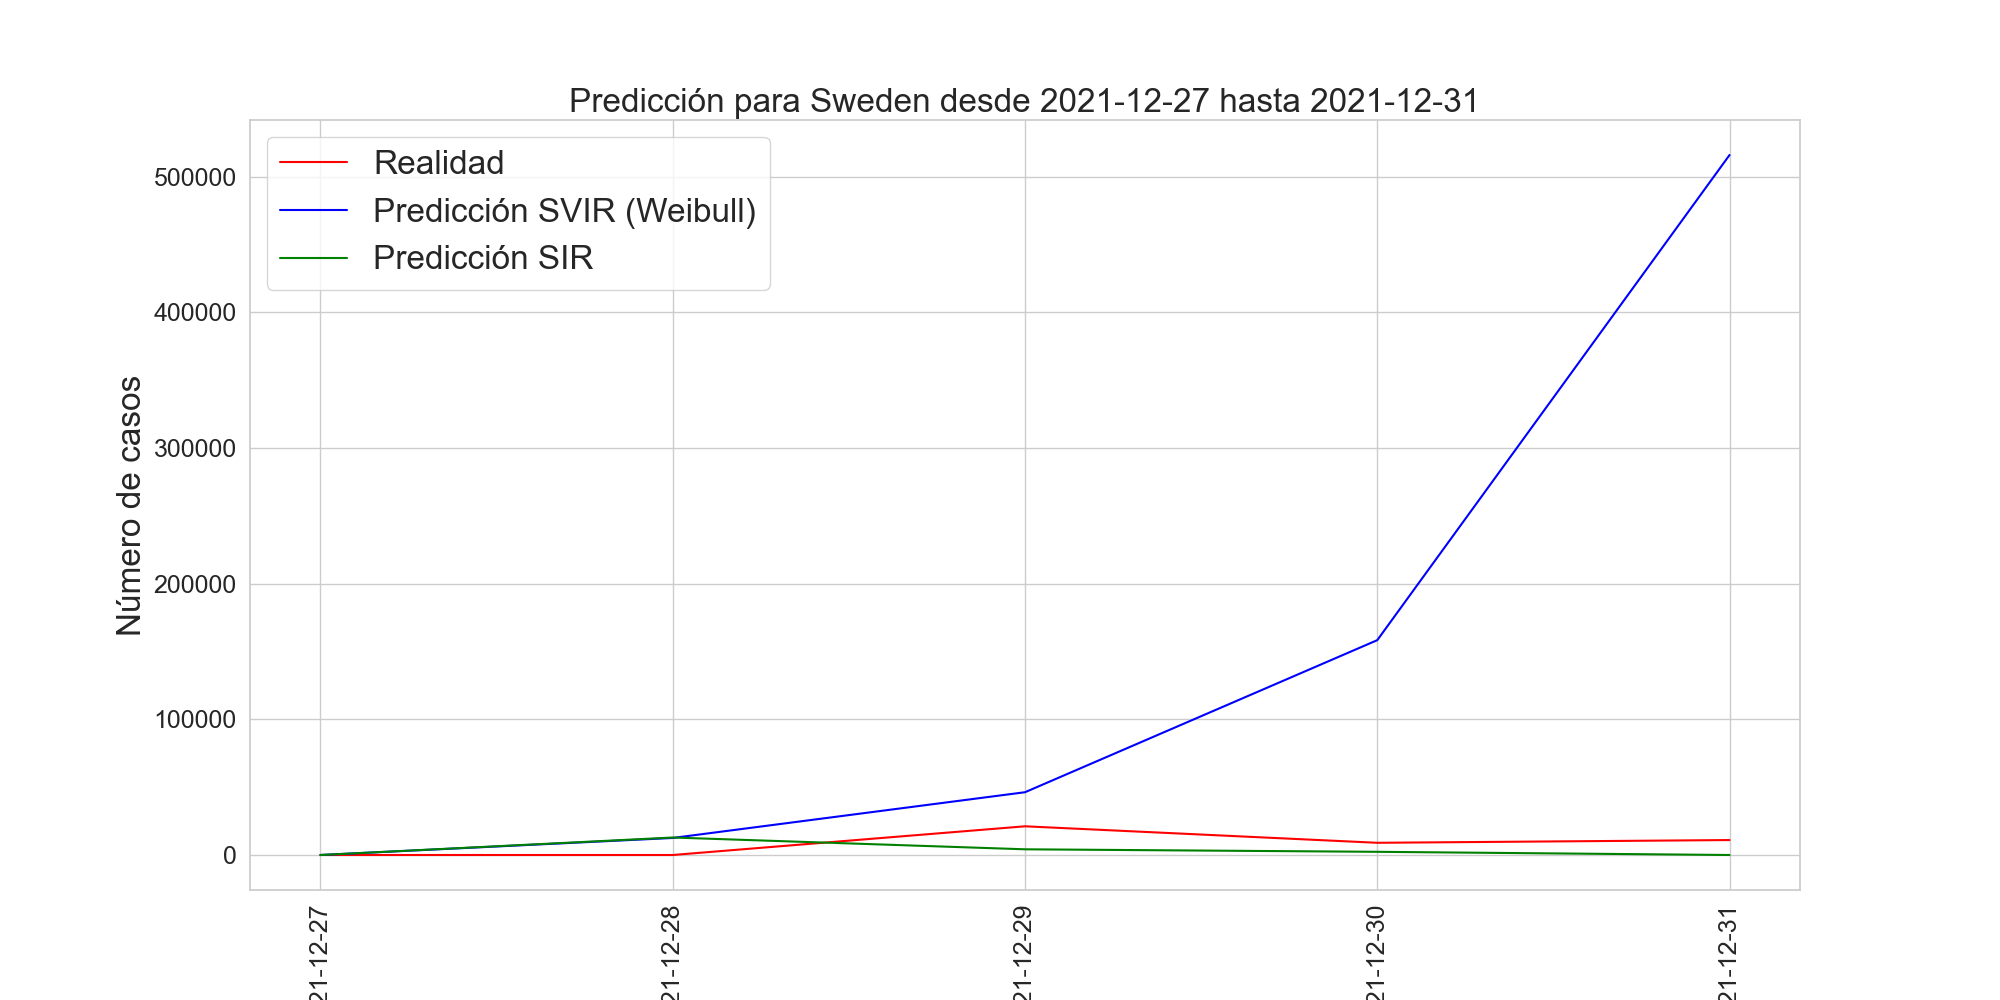 Predicción para Sweden desde 2021-12-27 hasta 2021-12-31
Realidad
Predicción SVIR (Weibull)
Predicción SIR
500000
400000
300000
200000
100000
0
Número de casos
21-12-27
21-12-28
21-12-29
21-12-30
21-12-31